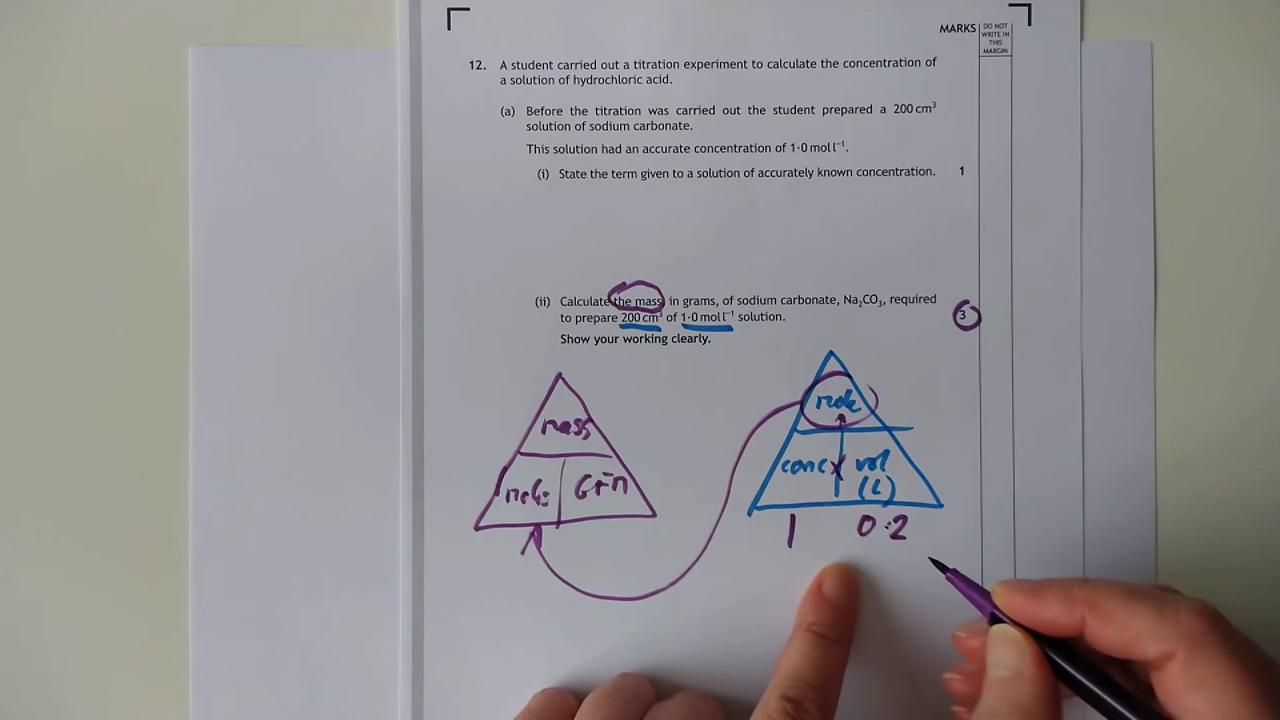 MARKS
DO NOT
WRITE IN
THIS
MARGIN
12. A student carried out a titration experiment to calculate the concentration of
a solution of hydrochloric acid.
(a) Before the titration was carried out the student prepared a 200 cm³
solution of sodium carbonate.
This solution had an accurate concentration of 1·0 mol l⁻¹.
(i) State the term given to a solution of accurately known concentration. 1
(ii) Calculate the mass, in grams, of sodium carbonate, Na₂CO₃, required
to prepare 200 cm³ of 1·0 mol l⁻¹ solution. 3
Show your working clearly.
mass
GFM
conc x vol
(L)
1 0.2